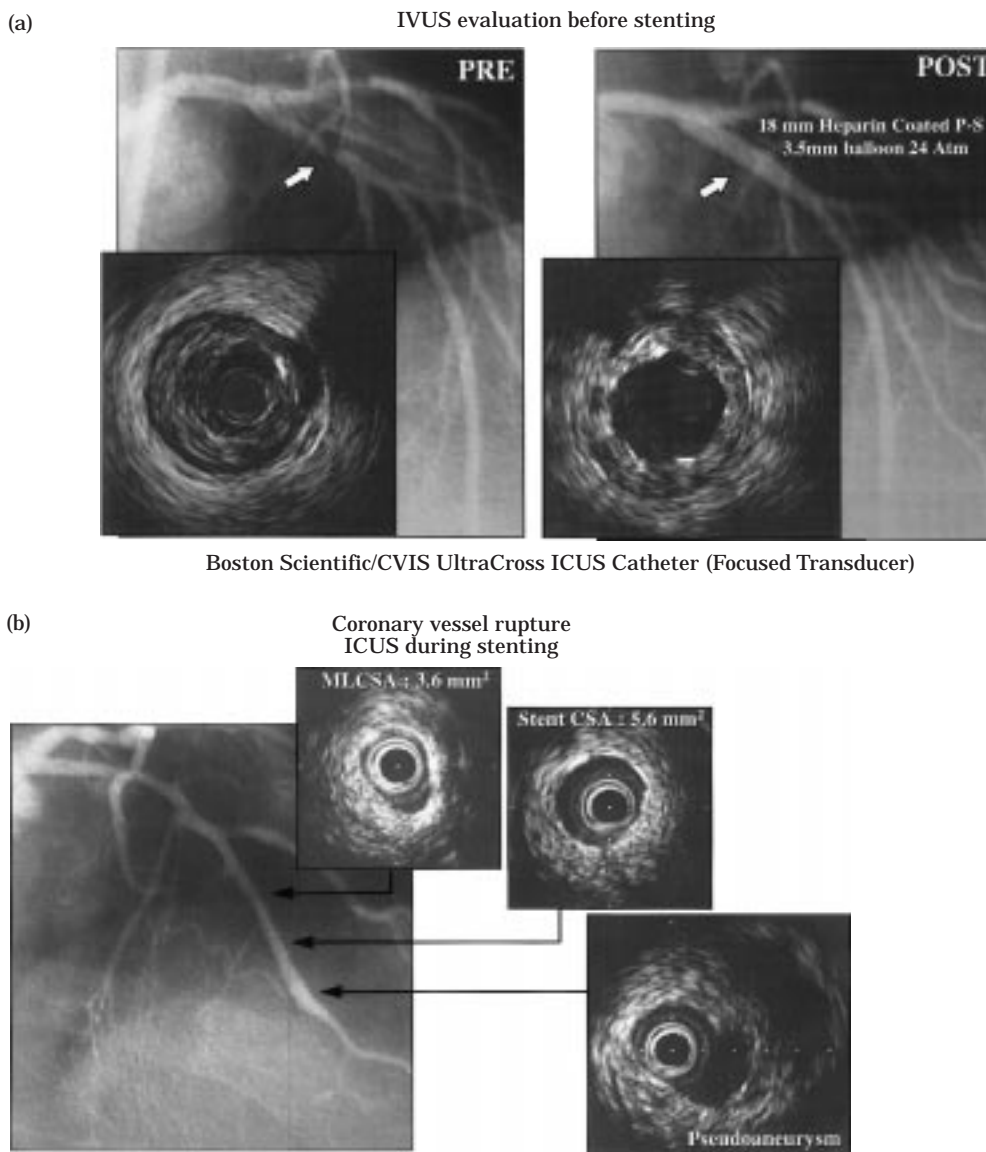 (a)
IVUS evaluation before stenting
PRE
POST
18 mm Heparin Coated P-S
3.5mm balloon 24 Atm
Boston Scientific/CVIS UltraCross ICUS Catheter (Focused Transducer)
(b)
Coronary vessel rupture
ICUS during stenting
MLCSA : 3.6 mm²
Stent CSA : 5.6 mm²
Pseudoaneurysm